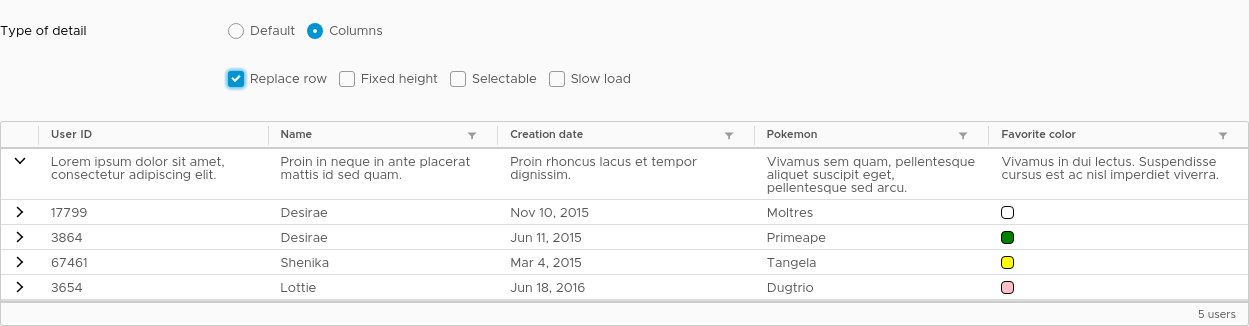 Type of detail Default Columns
Replace row Fixed height Selectable Slow load
User ID Name Creation date Pokemon Favorite color
Lorem ipsum dolor sit amet, Proin in neque in ante placerat Proin rhoncus lacus et tempor Vivamus sem quam, pellentesque Vivamus in dui lectus. Suspendisse
consectetur adipiscing elit. mattis id sed quam. dignissim. aliquet suscipit eget, cursus est ac nisl imperdiet viverra.
pellentesque sed arcu.
17799 Desirae Nov 10, 2015 Moltres
3864 Desirae Jun 11, 2015 Primeape
67461 Shenika Mar 4, 2015 Tangela
3654 Lottie Jun 18, 2016 Dugtrio
5 users